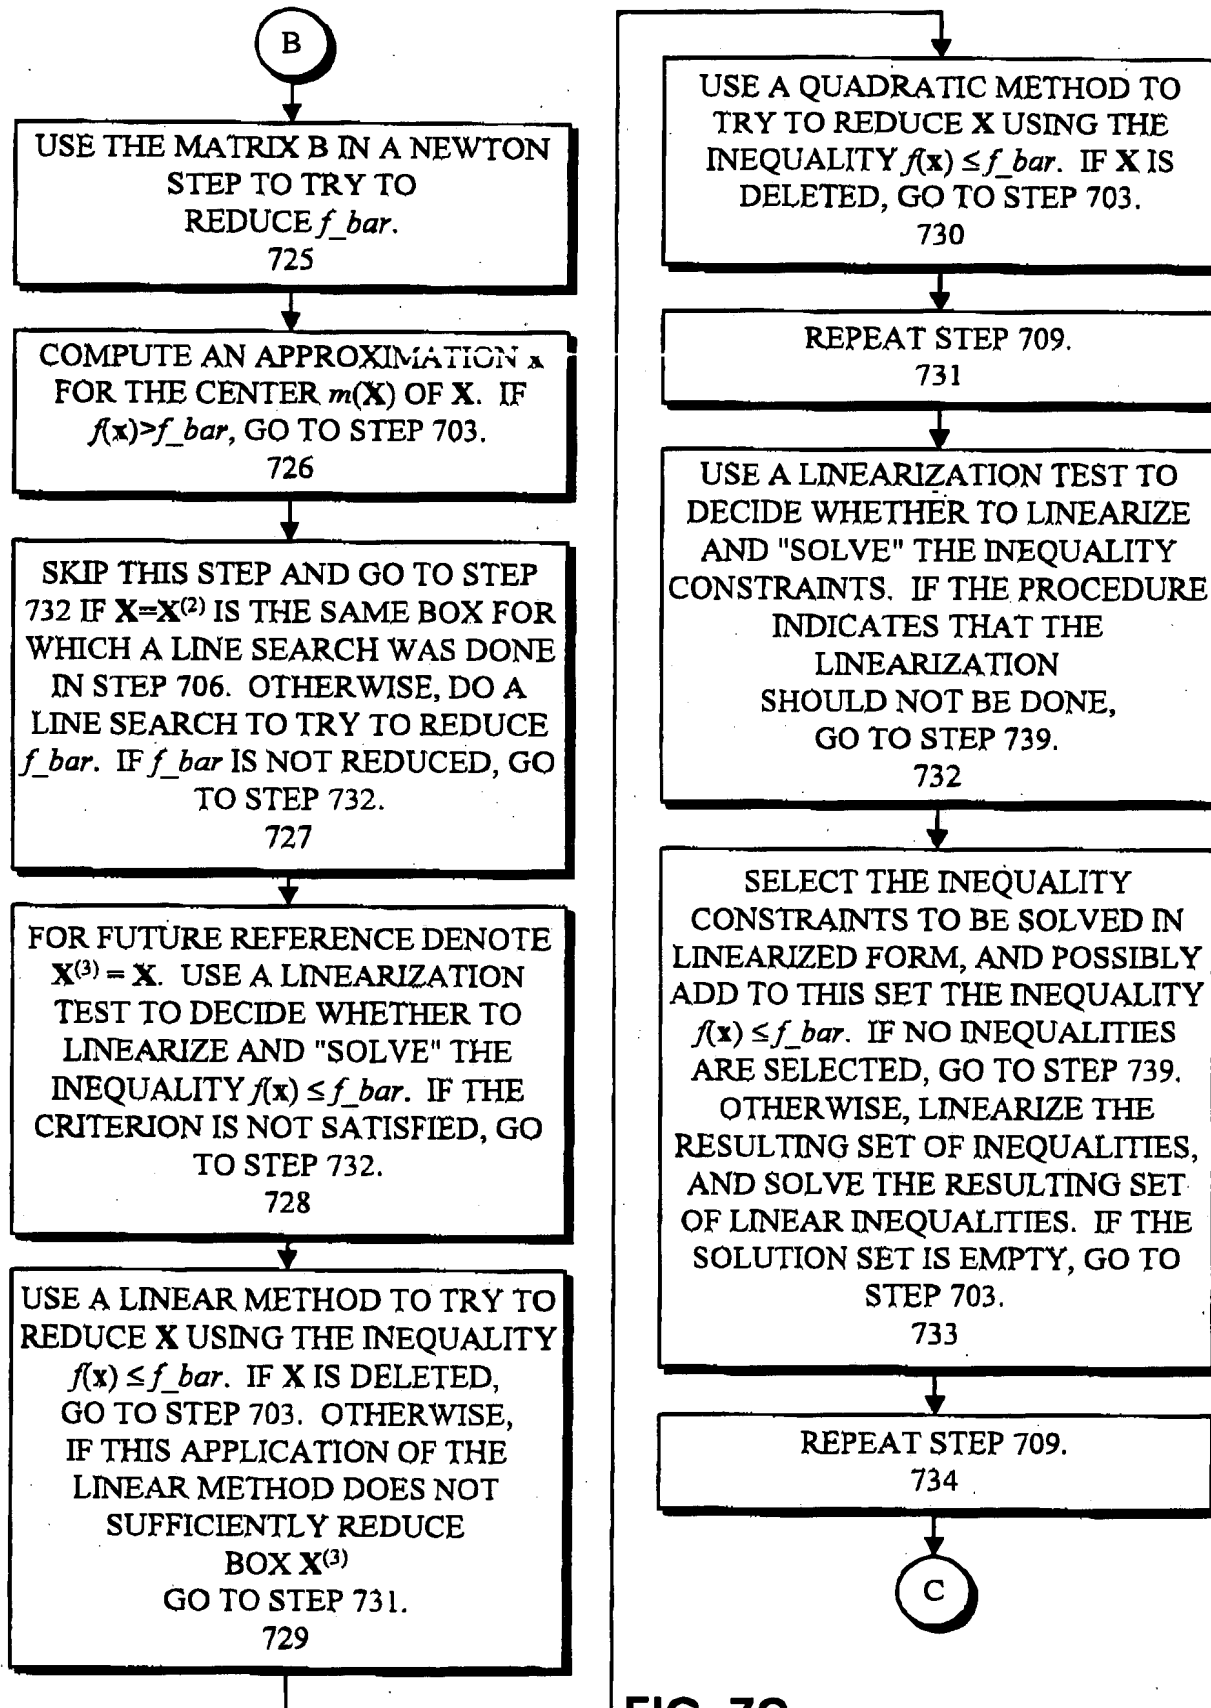 B
USE THE MATRIX B IN A NEWTON
STEP TO TRY TO
REDUCE f_bar.
725
COMPUTE AN APPROXIMATION x
FOR THE CENTER m(X) OF X. IF
f(x)>f_bar, GO TO STEP 703.
726
SKIP THIS STEP AND GO TO STEP
732 IF X=X(2) IS THE SAME BOX FOR
WHICH A LINE SEARCH WAS DONE
IN STEP 706. OTHERWISE, DO A
LINE SEARCH TO TRY TO REDUCE
f_bar. IF f_bar IS NOT REDUCED, GO
TO STEP 732.
727
FOR FUTURE REFERENCE DENOTE
X(3) = X. USE A LINEARIZATION
TEST TO DECIDE WHETHER TO
LINEARIZE AND "SOLVE" THE
INEQUALITY f(x) ≤ f_bar. IF THE
CRITERION IS NOT SATISFIED, GO
TO STEP 732.
728
USE A LINEAR METHOD TO TRY TO
REDUCE X USING THE INEQUALITY
f(x) ≤ f_bar. IF X IS DELETED,
GO TO STEP 703. OTHERWISE,
IF THIS APPLICATION OF THE
LINEAR METHOD DOES NOT
SUFFICIENTLY REDUCE
BOX X(3)
GO TO STEP 731.
729
USE A QUADRATIC METHOD TO
TRY TO REDUCE X USING THE
INEQUALITY f(x) ≤ f_bar. IF X IS
DELETED, GO TO STEP 703.
730
REPEAT STEP 709.
731
USE A LINEARIZATION TEST TO
DECIDE WHETHER TO LINEARIZE
AND "SOLVE" THE INEQUALITY
CONSTRAINTS. IF THE PROCEDURE
INDICATES THAT THE
LINEARIZATION
SHOULD NOT BE DONE,
GO TO STEP 739.
732
SELECT THE INEQUALITY
CONSTRAINTS TO BE SOLVED IN
LINEARIZED FORM, AND POSSIBLY
ADD TO THIS SET THE INEQUALITY
f(x) ≤ f_bar. IF NO INEQUALITIES
ARE SELECTED, GO TO STEP 739.
OTHERWISE, LINEARIZE THE
RESULTING SET OF INEQUALITIES,
AND SOLVE THE RESULTING SET
OF LINEAR INEQUALITIES. IF THE
SOLUTION SET IS EMPTY, GO TO
STEP 703.
733
REPEAT STEP 709.
734
C